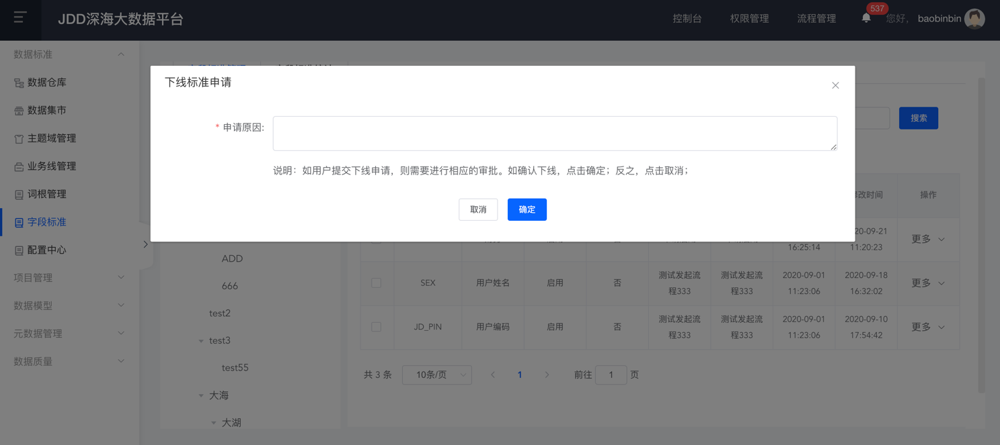 JDD深海大数据平台
控制台
权限管理
流程管理
537
您好，
baobinbin
数据标准
数据仓库
数据集市
主题域管理
业务线管理
词根管理
字段标准
配置中心
项目管理
数据模型
元数据管理
数据质量
下线标准申请
* 申请原因:
说明：如用户提交下线申请，则需要进行相应的审批。如确认下线，点击确定；反之，点击取消；
取消
确定
搜索
改时间
操作
ADD
666
test2
test3
test55
大海
大湖
16:25:14
20-09-21
11:20:23
更多
SEX
用户姓名
启用
否
测试发起流
程333
测试发起流
程333
2020-09-01
11:23:06
2020-09-18
16:32:02
更多
JD_PIN
用户编码
启用
否
测试发起流
程333
测试发起流
程333
2020-09-01
11:23:06
2020-09-10
17:54:42
更多
共 3 条
10条/页
1
前往
1
页